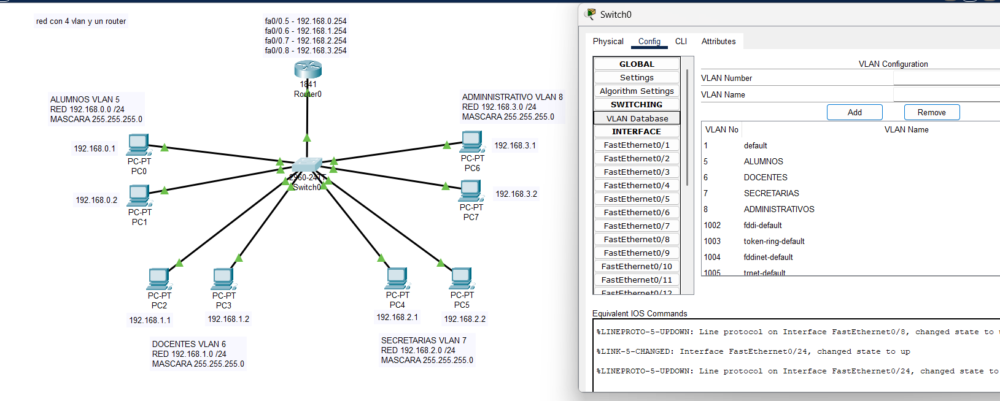 red con 4 vlan y un router
fa0/0.5 - 192.168.0.254
fa0/0.6 - 192.168.1.254
fa0/0.7 - 192.168.2.254
fa0/0.8 - 192.168.3.254
1841
Router0
ALUMNOS VLAN 5
RED 192.168.0.0 /24
MASCARA 255.255.255.0
ADMINNISTRATIVO VLAN 8
RED 192.168.3.0 /24
MASCARA 255.255.255.0
192.168.0.1
PC-PT
PC0
192.168.3.1
PC-PT
PC6
2960-24TT
Switch0
192.168.0.2
PC-PT
PC1
192.168.3.2
PC-PT
PC7
PC-PT
PC2
PC-PT
PC3
PC-PT
PC4
PC-PT
PC5
192.168.1.1
192.168.1.2
192.168.2.1
192.168.2.2
DOCENTES VLAN 6
RED 192.168.1.0 /24
MASCARA 255.255.255.0
SECRETARIAS VLAN 7
RED 192.168.2.0 /24
MASCARA 255.255.255.0
Switch0
Physical Config CLI Attributes
GLOBAL
Settings
Algorithm Settings
SWITCHING
VLAN Database
INTERFACE
FastEthernet0/1
FastEthernet0/2
FastEthernet0/3
FastEthernet0/4
FastEthernet0/5
FastEthernet0/6
FastEthernet0/7
FastEthernet0/8
FastEthernet0/9
FastEthernet0/10
FastEthernet0/11
FastEthernet0/12
VLAN Configuration
VLAN Number
VLAN Name
Add Remove
VLAN No VLAN Name
1 default
5 ALUMNOS
6 DOCENTES
7 SECRETARIAS
8 ADMINISTRATIVOS
1002 fddi-default
1003 token-ring-default
1004 fddinet-default
1005 trnet-default
Equivalent IOS Commands
%LINEPROTO-5-UPDOWN: Line protocol on Interface FastEthernet0/8, changed state to
%LINK-5-CHANGED: Interface FastEthernet0/24, changed state to up
%LINEPROTO-5-UPDOWN: Line protocol on Interface FastEthernet0/24, changed state to